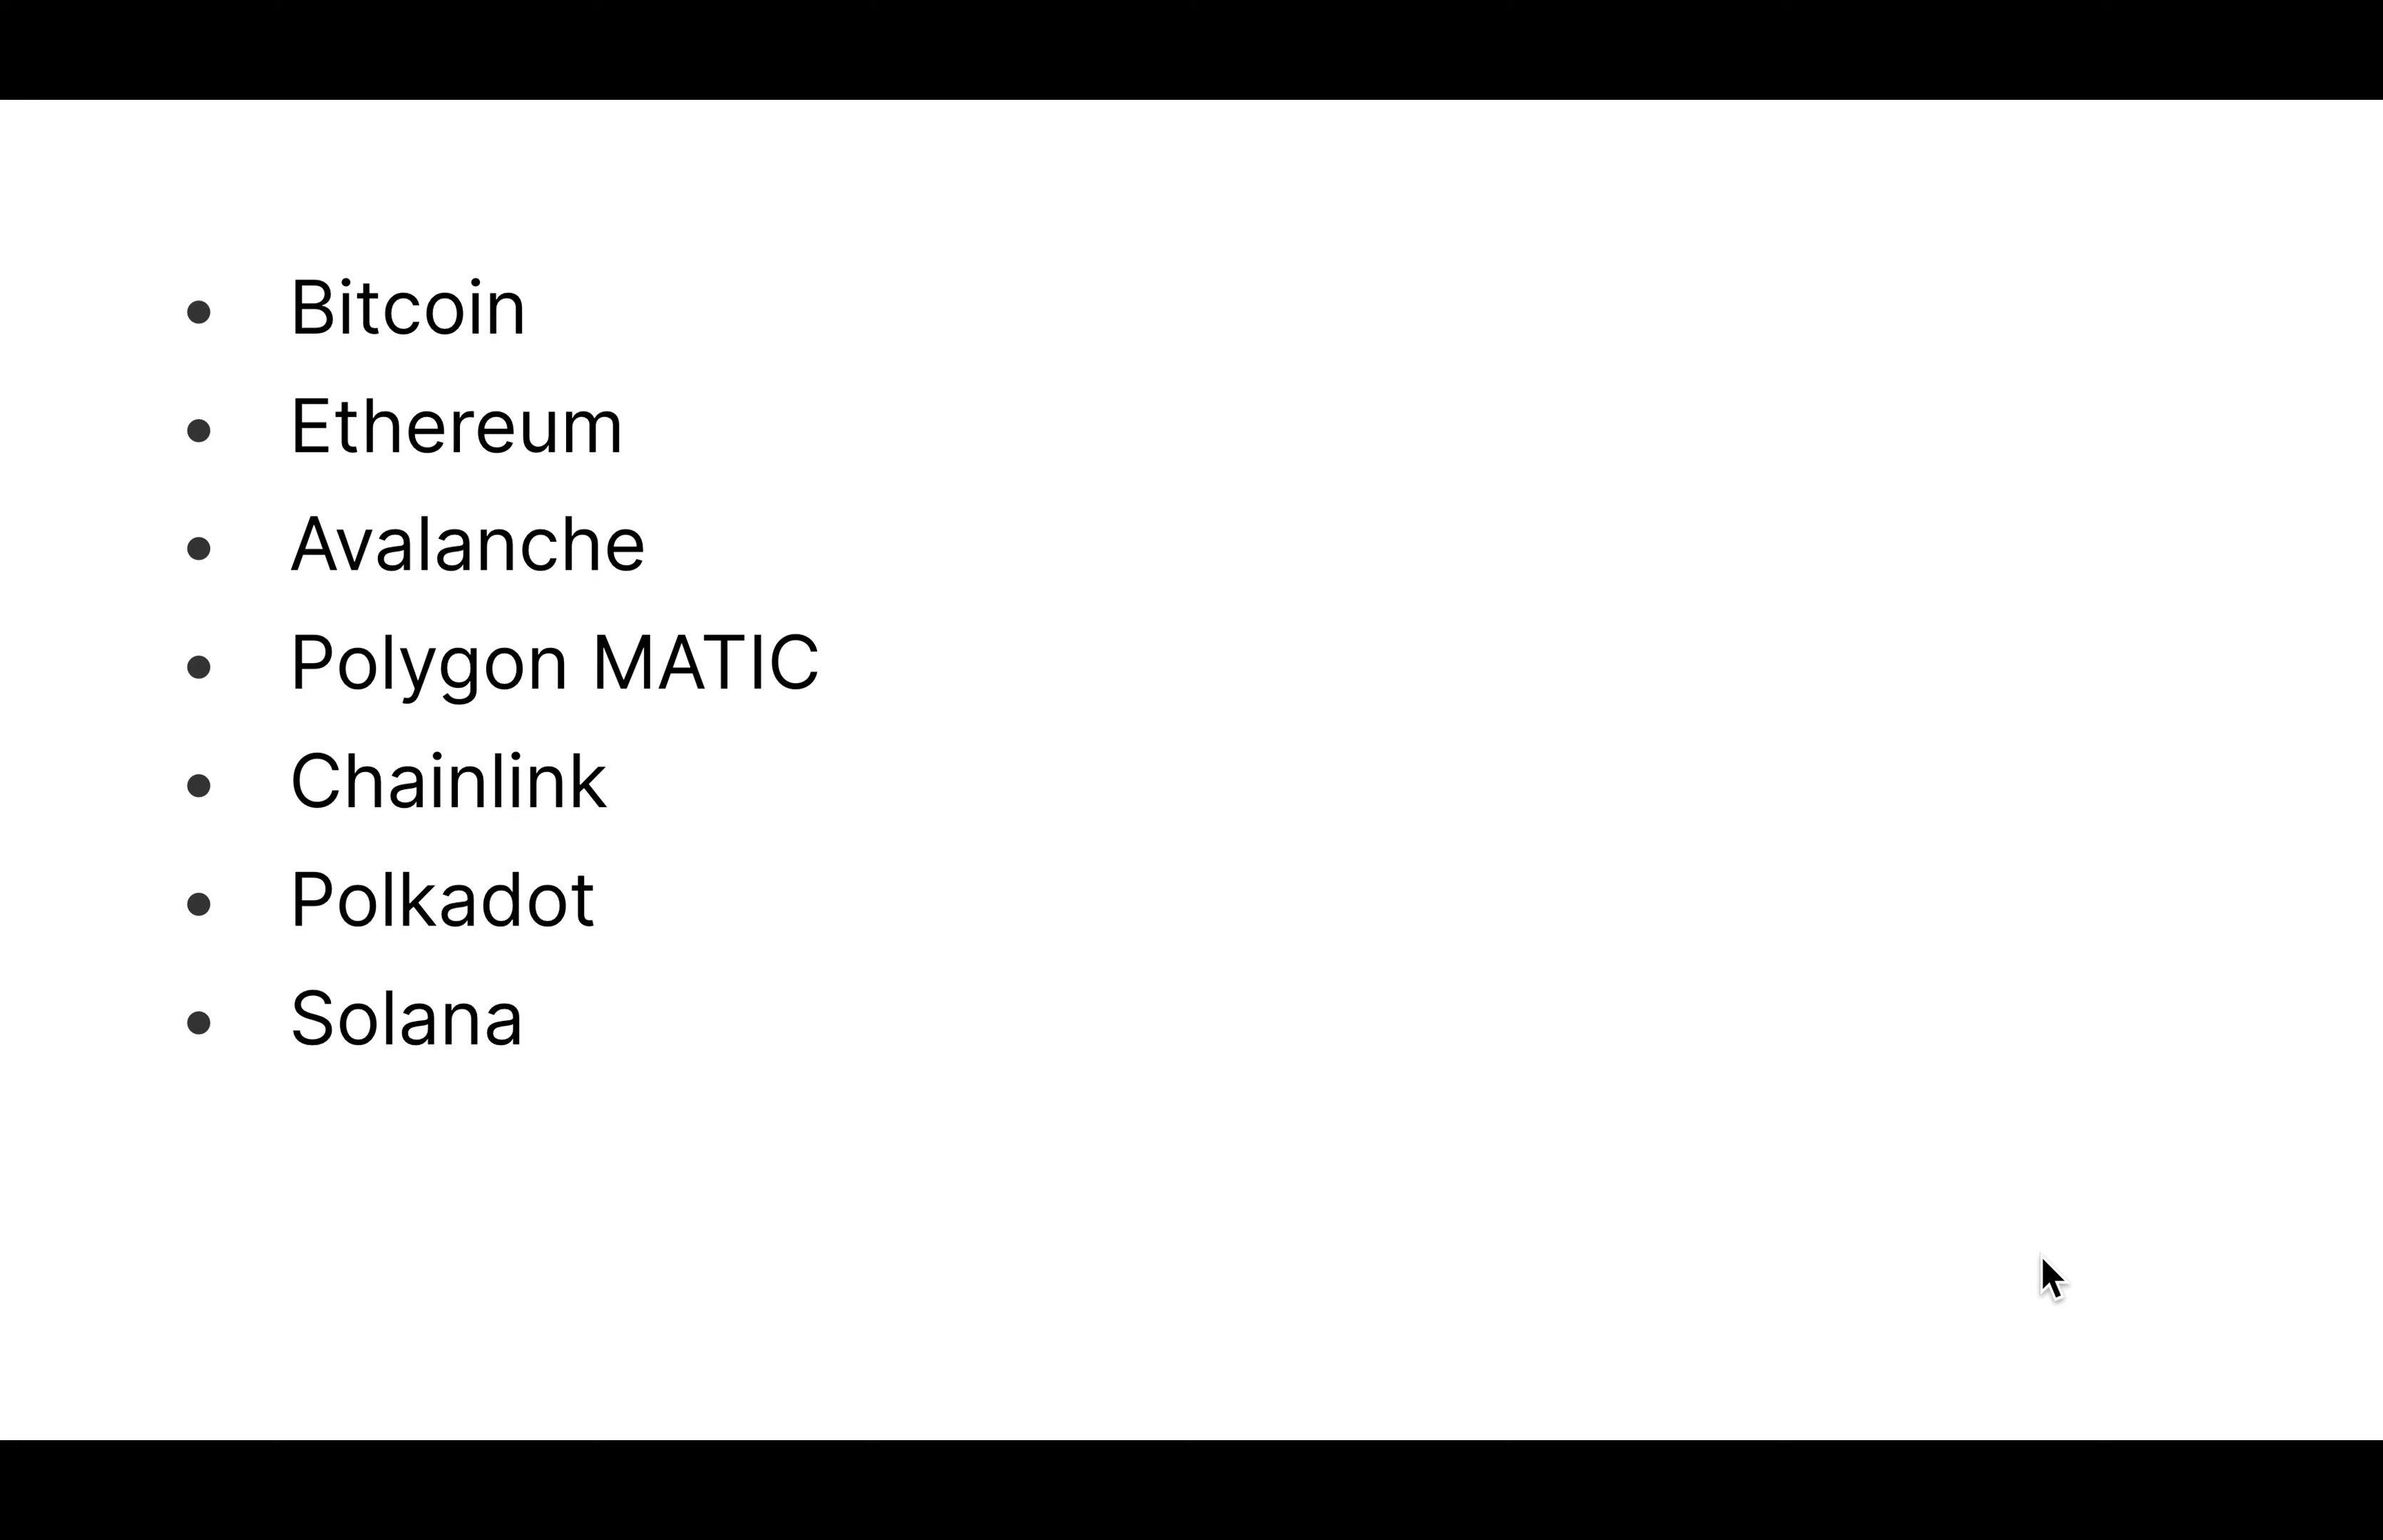 Bitcoin
Ethereum
Avalanche
Polygon MATIC
Chainlink
Polkadot
Solana